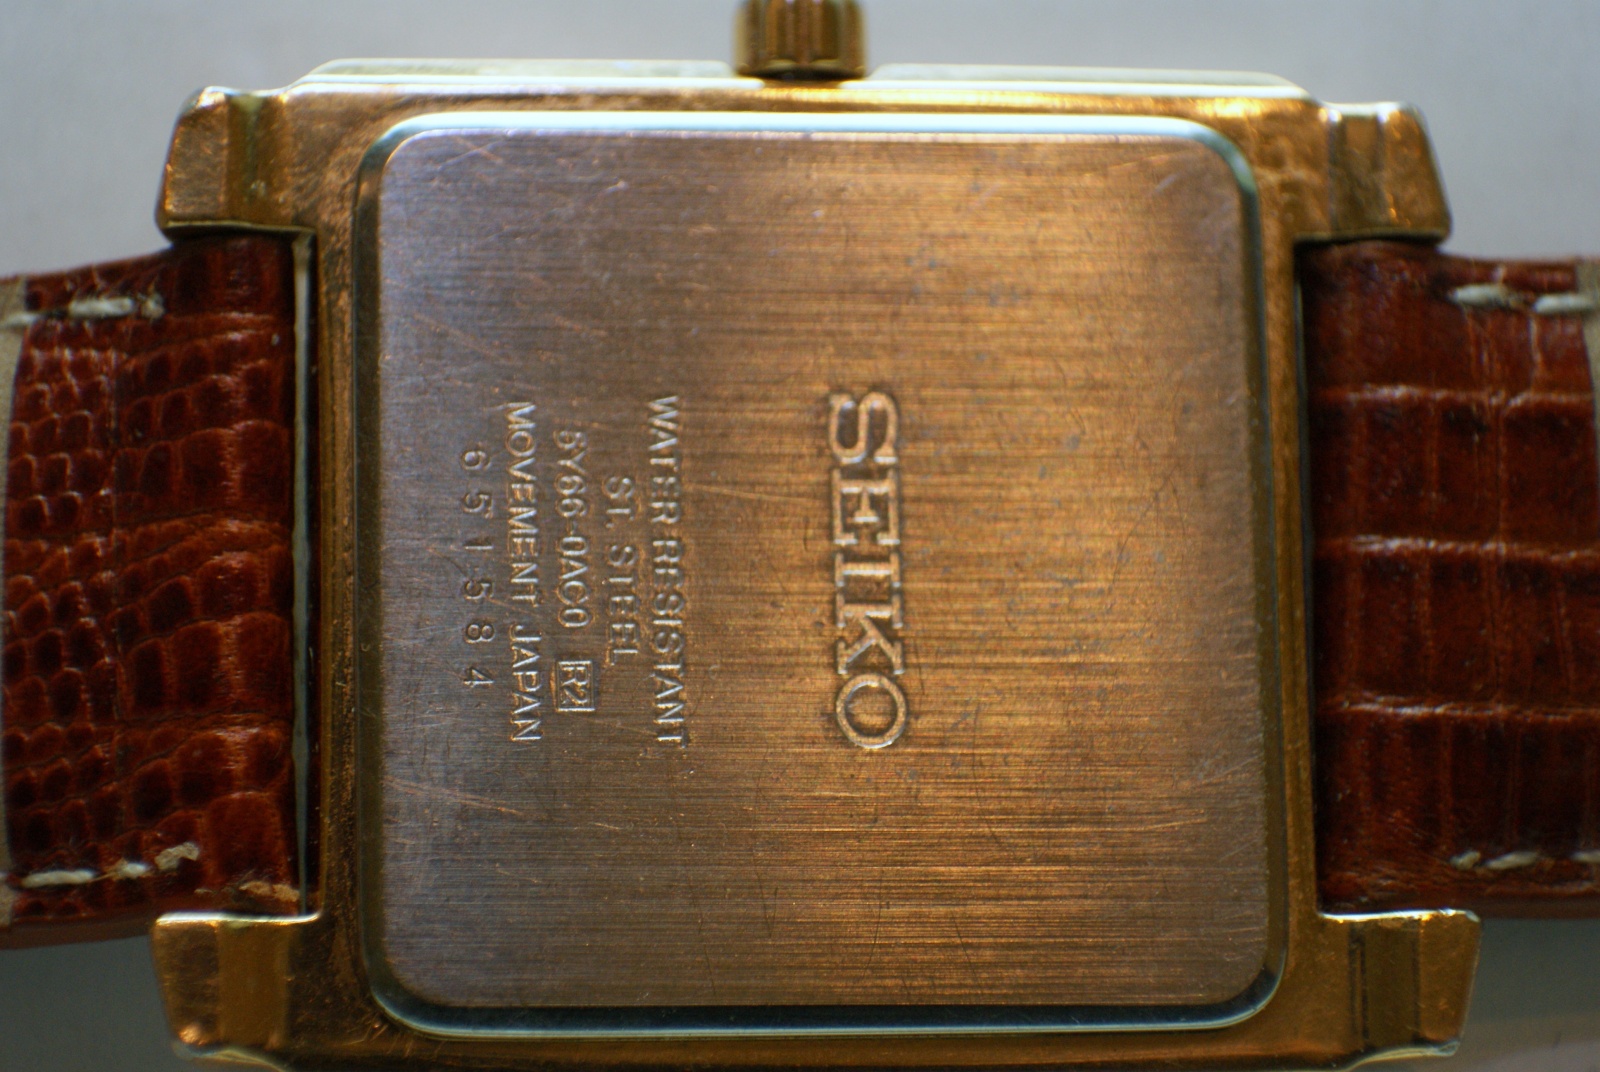 SEIKO
WATER RESISTANT
ST. STEEL
5Y66-0AC0 R2
MOVEMENT JAPAN
651584